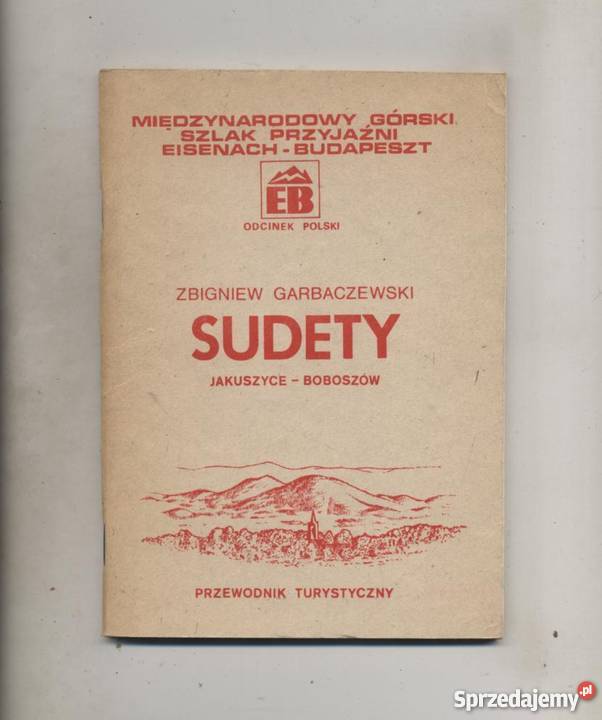 MIĘDZYNARODOWY GÓRSKI
SZLAK PRZYJAŹNI
EISENACH - BUDAPESZT
EB
ODCINEK POLSKI
ZBIGNIEW GARBACZEWSKI
SUDETY
JAKUSZYCE - BOBOSZÓW
PRZEWODNIK TURYSTYCZNY
Sprzedajemy.pl